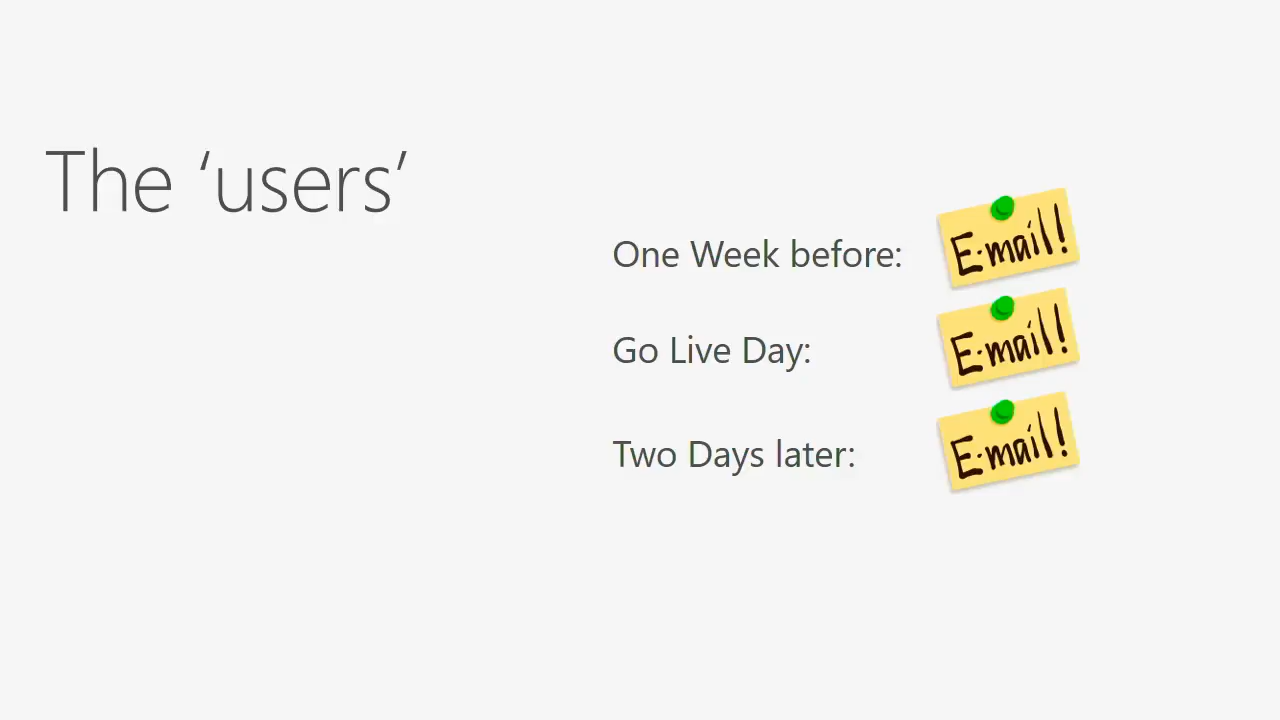 The ‘users’
One Week before: E-mail!
Go Live Day: E-mail!
Two Days later: E-mail!